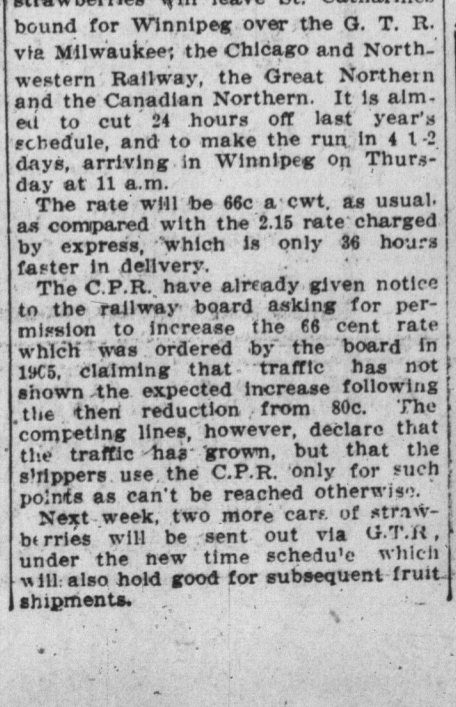 strawberries will leave St. Catharines
bound for Winnipeg over the G. T. R.
via Milwaukee; the Chicago and North-
western Railway, the Great Northern
and the Canadian Northern. It is aim-
ed to cut 24 hours off last year's
schedule, and to make the run in 4 1-2
days, arriving in Winnipeg on Thurs-
day at 11 a.m.
The rate will be 66c a cwt. as usual.
as compared with the 2.15 rate charged
by express, which is only 36 hours
faster in delivery.
The C.P.R. have already given notice
to the railway board asking for per-
mission to increase the 66 cent rate
which was ordered by the board in
1905, claiming that traffic has not
shown the expected increase following
the then reduction from 80c. The
competing lines, however, declare that
the traffic has grown, but that the
shippers use the C.P.R. only for such
points as can't be reached otherwise.
Next week, two more cars of straw-
berries will be sent out via G.T.R,
under the new time schedule which
will also hold good for subsequent fruit
shipments.